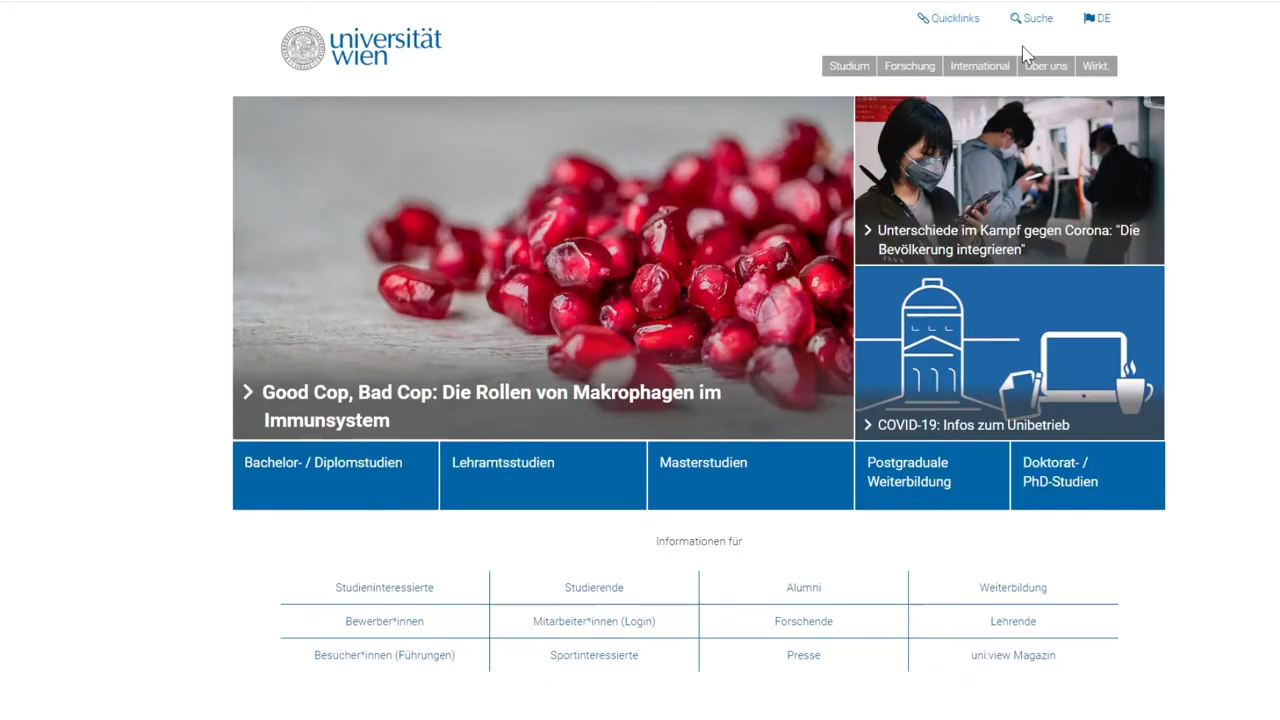 Quicklinks
Suche
DE
universität
wien
Studium
Forschung
International
Über uns
Wirkt.
Unterschiede im Kampf gegen Corona: "Die
Bevölkerung integrieren"
Good Cop, Bad Cop: Die Rollen von Makrophagen im
Immunsystem
COVID-19: Infos zum Unibetrieb
Bachelor- / Diplomstudien
Lehramtsstudien
Masterstudien
Postgraduale
Weiterbildung
Doktorat- /
PhD-Studien
Informationen für
Studieninteressierte
Studierende
Alumni
Weiterbildung
Bewerber*innen
Mitarbeiter*innen (Login)
Forschende
Lehrende
Besucher*innen (Führungen)
Sportinteressierte
Presse
uni:view Magazin